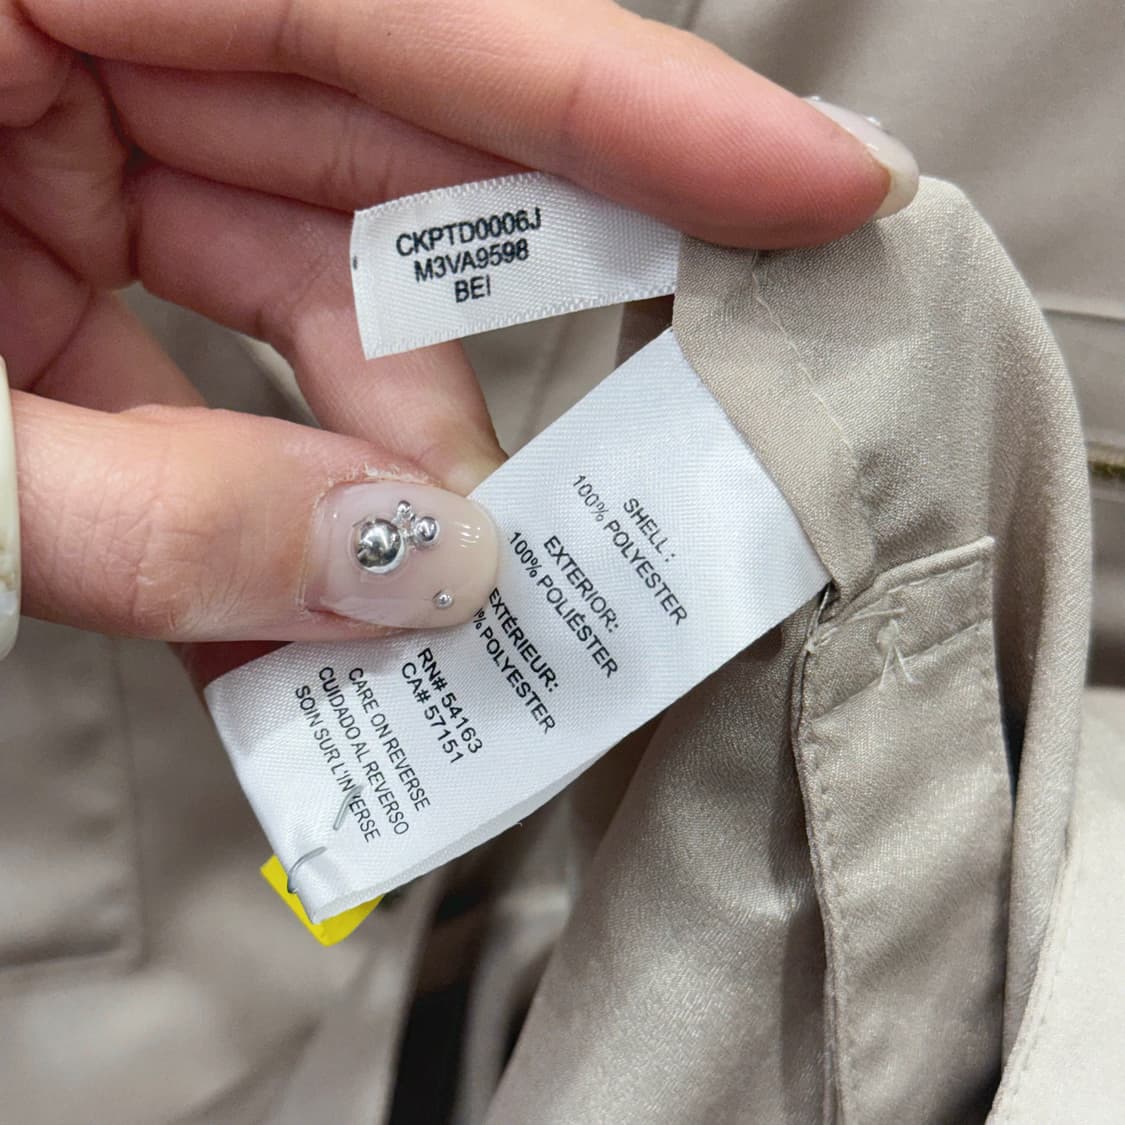 CKPTD0006J
M3VA9598
BEI
SHELL:
100% POLYESTER
EXTERIOR:
100% POLIÉSTER
EXTÉRIEUR:
% POLYESTER
RN# 54163
CA# 57151
CARE ON REVERSE
CUIDADO AL REVERSO
SOIN SUR L'INVERSE